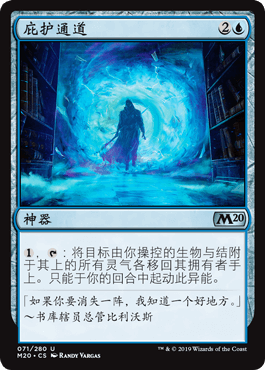 庇护通道 2
神器 M20
1，：将目标由你操控的生物与结附
于其上的所有灵气各移回其拥有者手
上。只能于你的回合中起动此异能。
「如果你要消失一阵，我知道一个好地方。」
～书库辖员总管比利沃斯
071/280 U
M20 • CS RANDY VARGAS
™ & © 2019 Wizards of the Coast